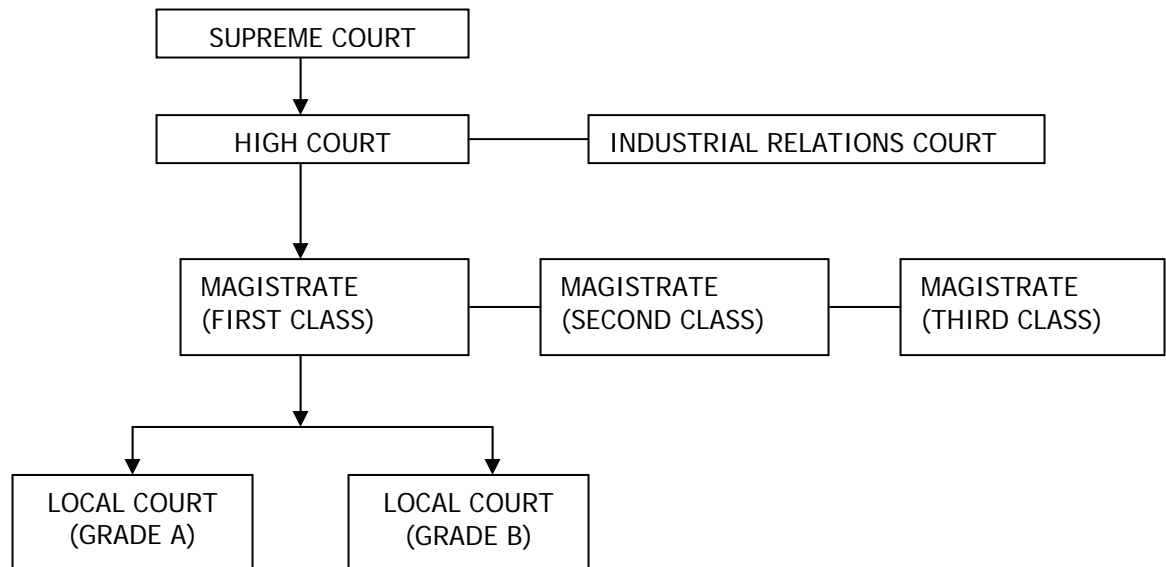 SUPREME COURT
HIGH COURT
INDUSTRIAL RELATIONS COURT
MAGISTRATE
(FIRST CLASS)
MAGISTRATE
(SECOND CLASS)
MAGISTRATE
(THIRD CLASS)
LOCAL COURT
(GRADE A)
LOCAL COURT
(GRADE B)